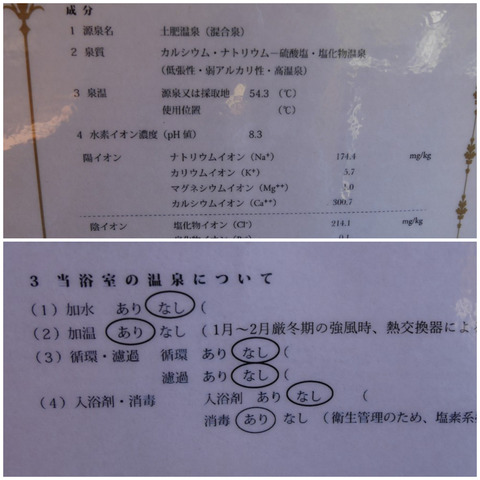 成分
1 源泉名 土肥温泉（混合泉）
2 泉質 カルシウム・ナトリウム－硫酸塩・塩化物温泉
（低張性・弱アルカリ性・高温泉）
3 泉温 源泉又は採取地 54.3 （℃）
使用位置 （℃）
4 水素イオン濃度（pH値） 8.3
陽イオン ナトリウムイオン（Na⁺） 174.4 mg/kg
カリウムイオン（K⁺） 5.7
マグネシウムイオン（Mg⁺⁺） .0
カルシウムイオン（Ca⁺⁺） 300.7
陰イオン 塩化物イオン（Cl⁻） 214.1 mg/kg
3 当浴室の温泉について
（1）加水 あり なし （
（2）加温 あり なし （1月～2月厳冬期の強風時、熱交換器によ
（3）循環・濾過 循環 あり なし （
濾過 あり なし （
（4）入浴剤・消毒 入浴剤 あり なし （
消毒 あり なし （衛生管理のため、塩素系